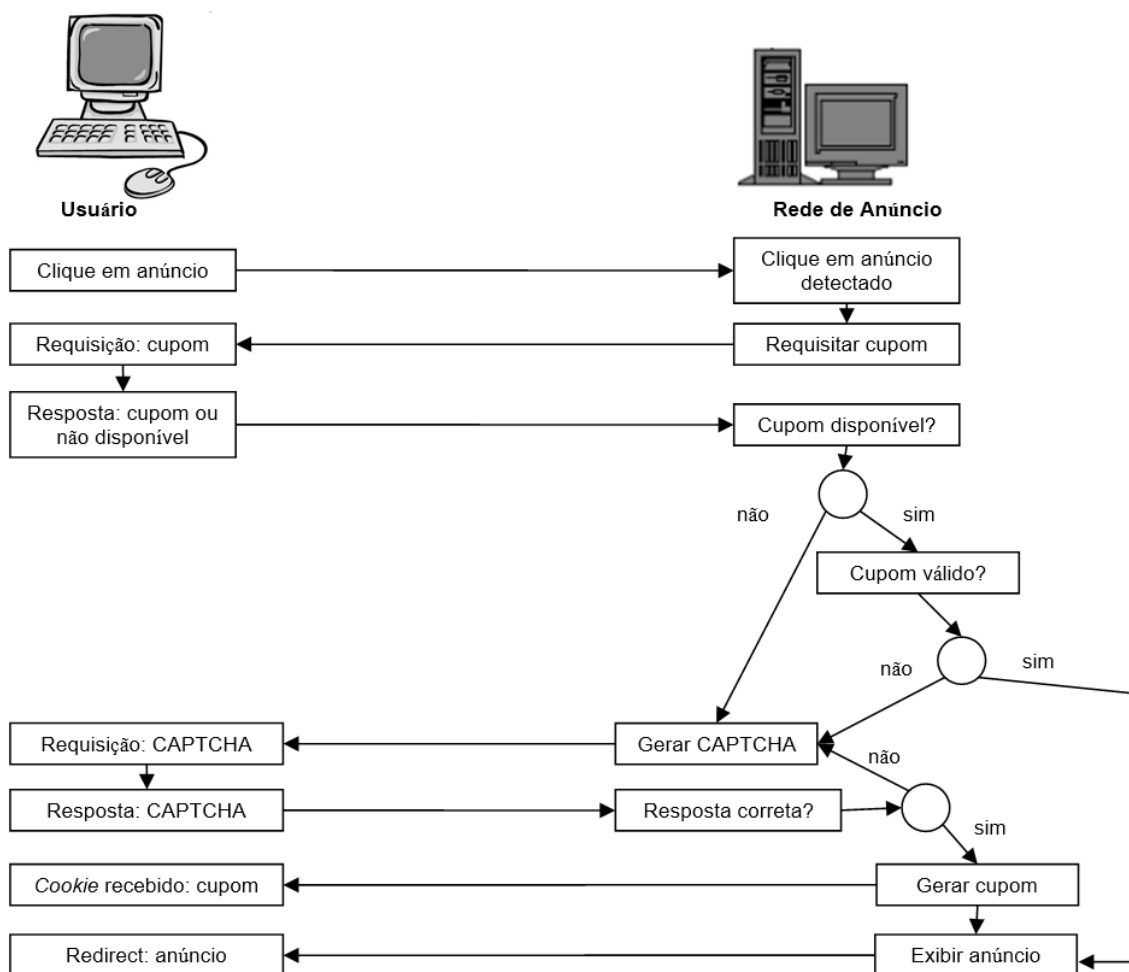 Usuário
Rede de Anúncio
Clique em anúncio
Clique em anúncio
detectado
Requisição: cupom
Requisitar cupom
Resposta: cupom ou
não disponível
Cupom disponível?
não
sim
Cupom válido?
não
sim
Requisição: CAPTCHA
Gerar CAPTCHA
não
Resposta: CAPTCHA
Resposta correta?
sim
Cookie recebido: cupom
Gerar cupom
Redirect: anúncio
Exibir anúncio